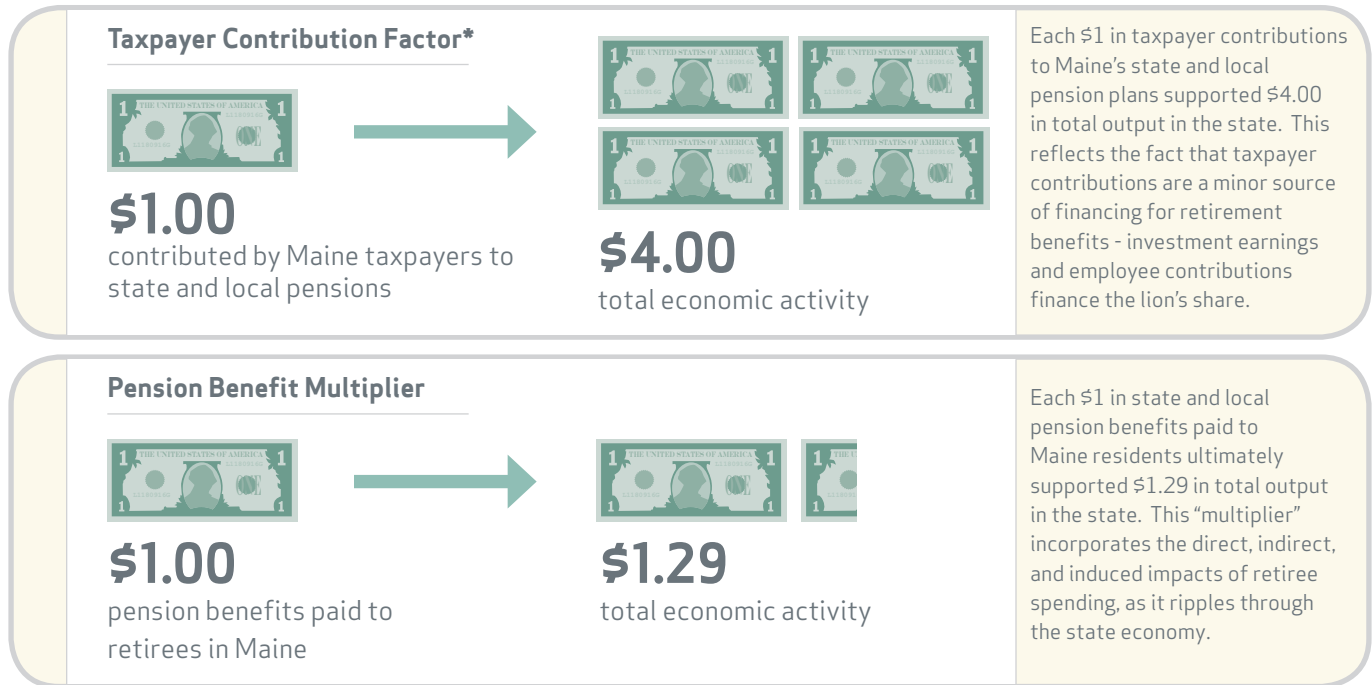 Taxpayer Contribution Factor*
$1.00
contributed by Maine taxpayers to
state and local pensions
$4.00
total economic activity
Each $1 in taxpayer contributions
to Maine's state and local
pension plans supported $4.00
in total output in the state.  This
reflects the fact that taxpayer
contributions are a minor source
of financing for retirement
benefits - investment earnings
and employee contributions
finance the lion's share.
Pension Benefit Multiplier
$1.00
pension benefits paid to
retirees in Maine
$1.29
total economic activity
Each $1 in state and local
pension benefits paid to
Maine residents ultimately
supported $1.29 in total output
in the state.  This “multiplier”
incorporates the direct, indirect,
and induced impacts of retiree
spending, as it ripples through
the state economy.